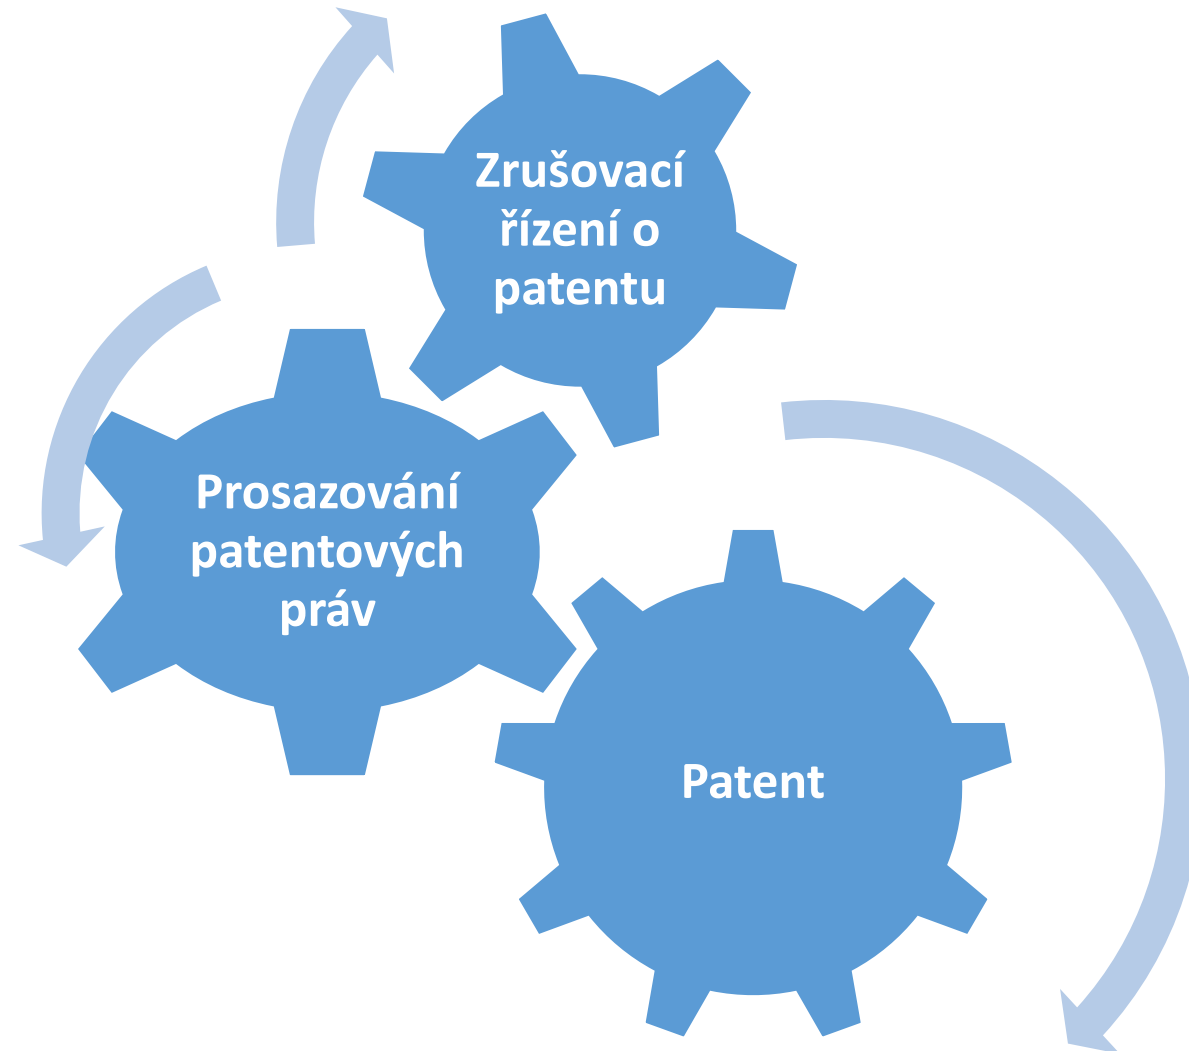 Zrušovací
řízení o
patentu
Prosazování
patentových
práv
Patent